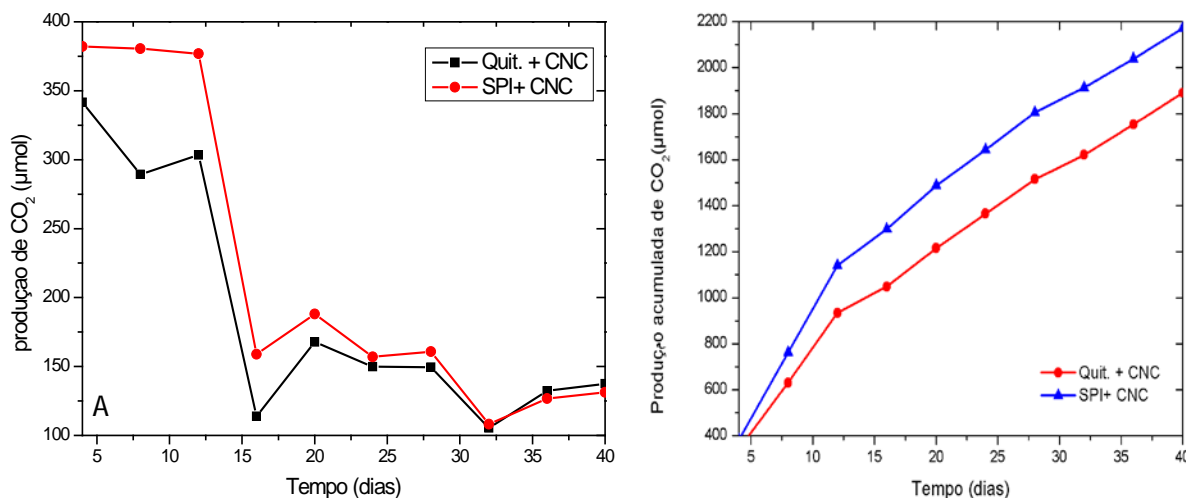 400
350
300
250
200
150
100
produçao de CO2 (µmol)
Quit. + CNC
SPI+ CNC
A
5 10 15 20 25 30 35 40
Tempo (dias)
2200
2000
1800
1600
1400
1200
1000
800
600
400
Quit. + CNC
SPI+ CNC
5 10 15 20 25 30 35 40
Tempo (dias)
acumulada de CO2(µmol)